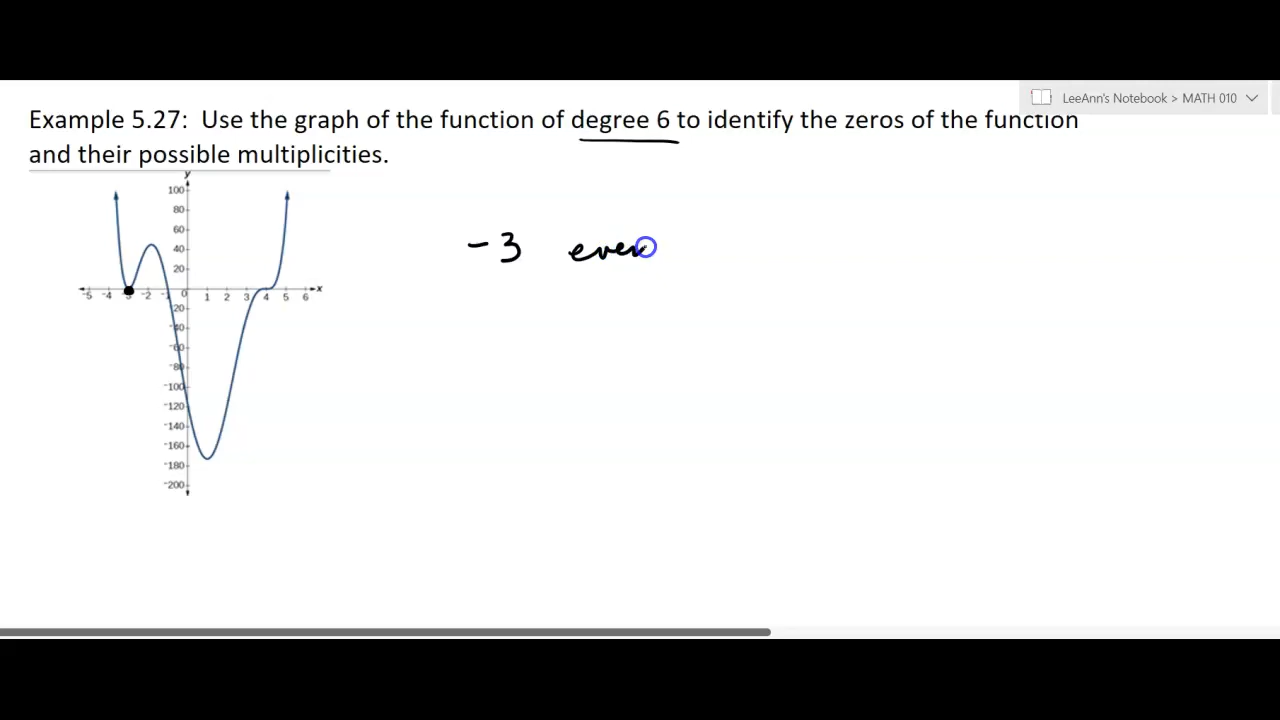 LeeAnn's Notebook > MATH 010
Example 5.27: Use the graph of the function of degree 6 to identify the zeros of the function
and their possible multiplicities.
y
100
80
60
40
20
-5 -4 -3 -2 -1 0 1 2 3 4 5 6 x
-20
-40
-60
-80
-100
-120
-140
-160
-180
-200
-3 even